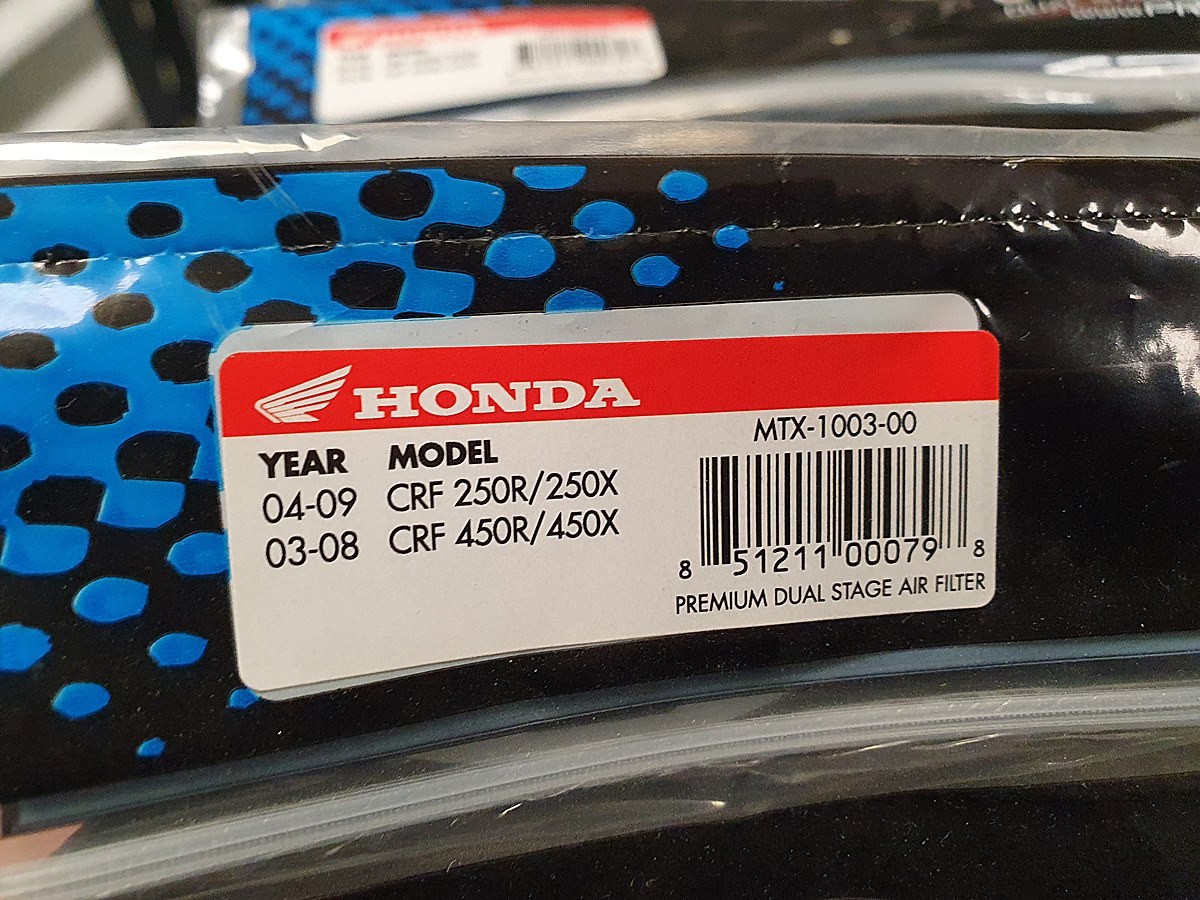 HONDA
YEAR MODEL
04-09 CRF 250R/250X
03-08 CRF 450R/450X
MTX-1003-00
8 51211 00079 8
PREMIUM DUAL STAGE AIR FILTER